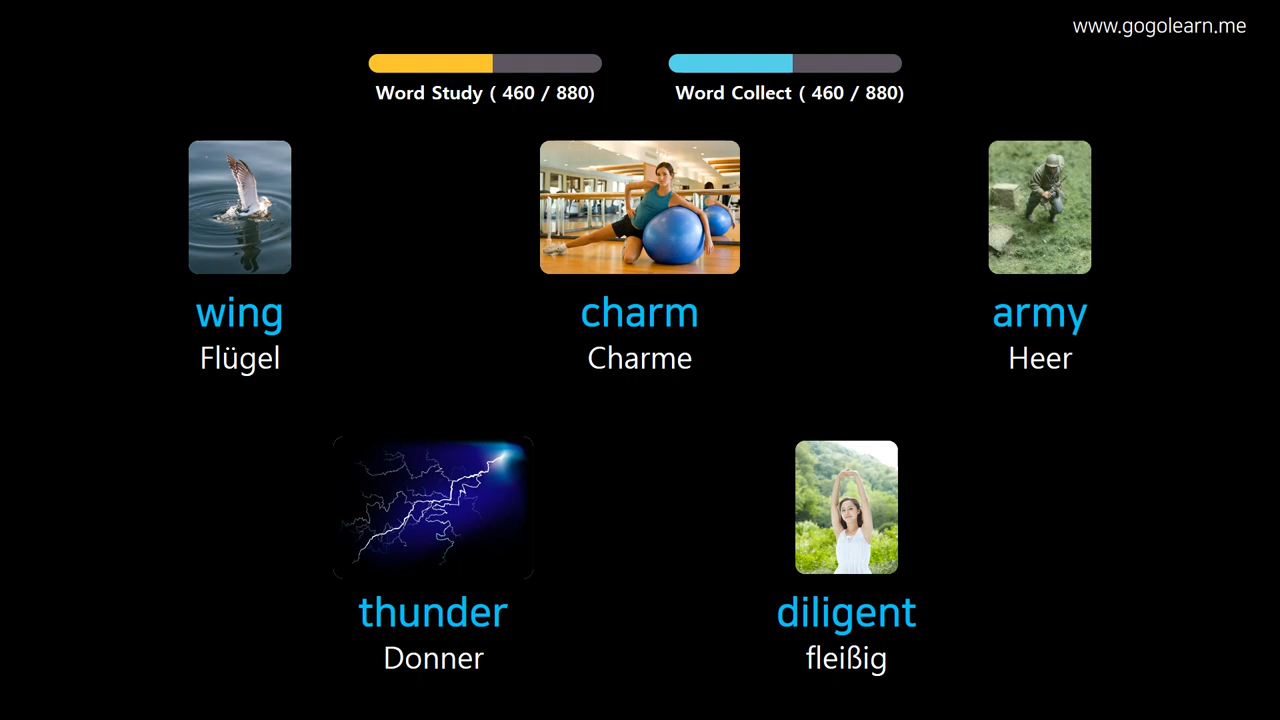 www.gogolearn.me
Word Study ( 460 / 880)
Word Collect ( 460 / 880)
wing
Flügel
charm
Charme
army
Heer
thunder
Donner
diligent
fleißig